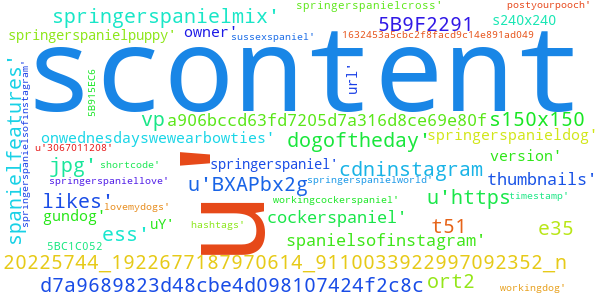 springerspanielcross'
postyourpooch'
springerspanielmix'
5B9F2291
s240x240
springerspanielpuppy'
owner'
sussexspaniel'
1632453a5cbc2f8facd9c14e891ad049
scontent
url'
5B915EC6
spanielfeatures'
springerspanielsofinstagram'
vp
a906bccd63fd7205d7a316d8ce69e80f
s150x150
onwednesdayswewearbowties'
dogoftheday'
springerspanieldog'
u'3067011208'
jpg'
shortcode'
springerspaniel'
cdninstagram
version'
springerspaniellove'
u'BXAPbx2g
springerspanielworld'
thumbnails'
u'
likes'
lovemydogs'
workingcockerspaniel'
u'https
timestamp'
gundog'
uY'
hashtags'
cockerspaniel'
t51
e35
ess'
5BC1C052
spanielsofinstagram'
20225744_1922677187970614_9110033922997092352_n
d7a9689823d48cbe4d098107424f2c8c
ort2
workingdog'